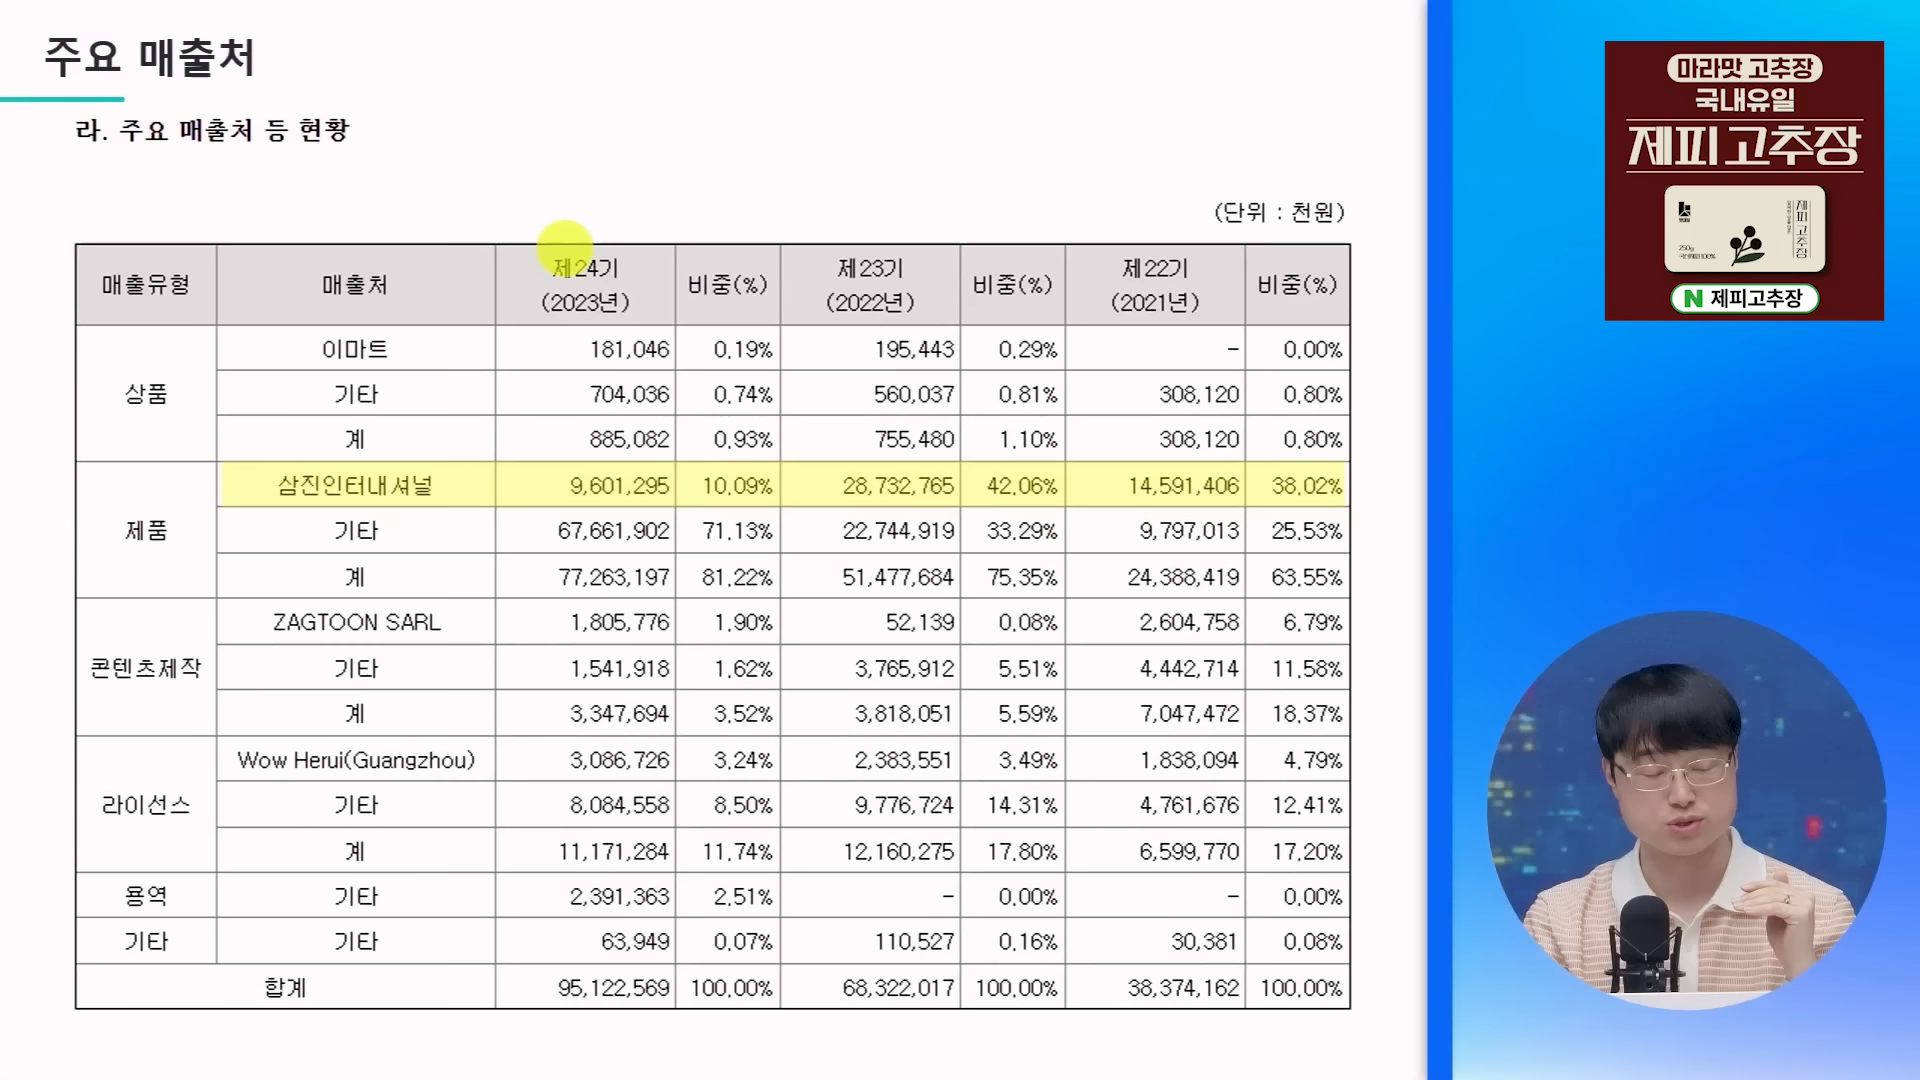 주요 매출처
라. 주요 매출처 등 현황
(단위 : 천원)
매출유형 매출처 제24기 (2023년) 비중(%) 제23기 (2022년) 비중(%) 제22기 (2021년) 비중(%)
상품 이마트 181,046 0.19% 195,443 0.29% - 0.00%
기타 704,036 0.74% 560,037 0.81% 308,120 0.80%
계 885,082 0.93% 755,480 1.10% 308,120 0.80%
제품 삼진인터내셔널 9,601,295 10.09% 28,732,765 42.06% 14,591,406 38.02%
기타 67,661,902 71.13% 22,744,919 33.29% 9,797,013 25.53%
계 77,263,197 81.22% 51,477,684 75.35% 24,388,419 63.55%
콘텐츠제작 ZAGTOON SARL 1,805,776 1.90% 52,139 0.08% 2,604,758 6.79%
기타 1,541,918 1.62% 3,765,912 5.51% 4,442,714 11.58%
계 3,347,694 3.52% 3,818,051 5.59% 7,047,472 18.37%
라이선스 Wow Herui(Guangzhou) 3,086,726 3.24% 2,383,551 3.49% 1,838,094 4.79%
기타 8,084,558 8.50% 9,776,724 14.31% 4,761,676 12.41%
계 11,171,284 11.74% 12,160,275 17.80% 6,599,770 17.20%
용역 기타 2,391,363 2.51% - 0.00% - 0.00%
기타 기타 63,949 0.07% 110,527 0.16% 30,381 0.08%
합계 95,122,569 100.00% 68,322,017 100.00% 38,374,162 100.00%
마라맛 고추장
국내유일
제피고추장
제피고추장
250g
N 제피고추장